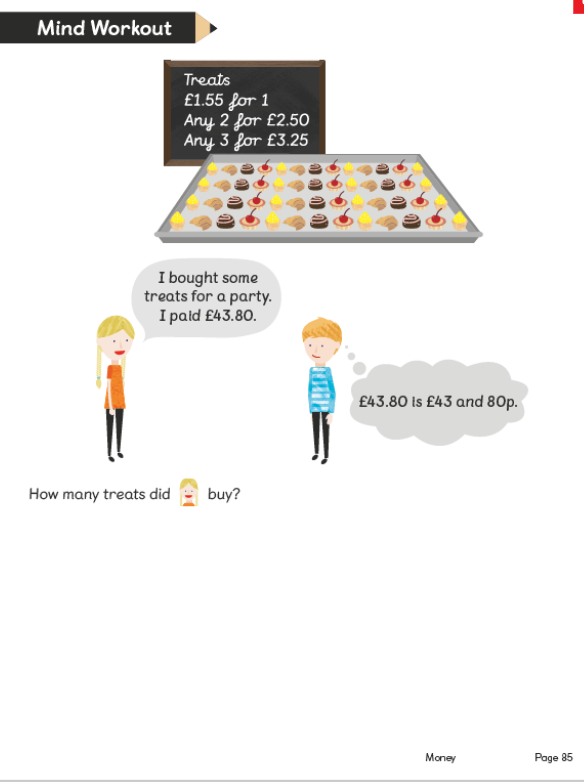 Mind Workout
Treats
£1.55 for 1
Any 2 for £2.50
Any 3 for £3.25
I bought some
treats for a party.
I paid £43.80.
£43.80 is £43 and 80p.
How many treats did buy?
Money Page 85